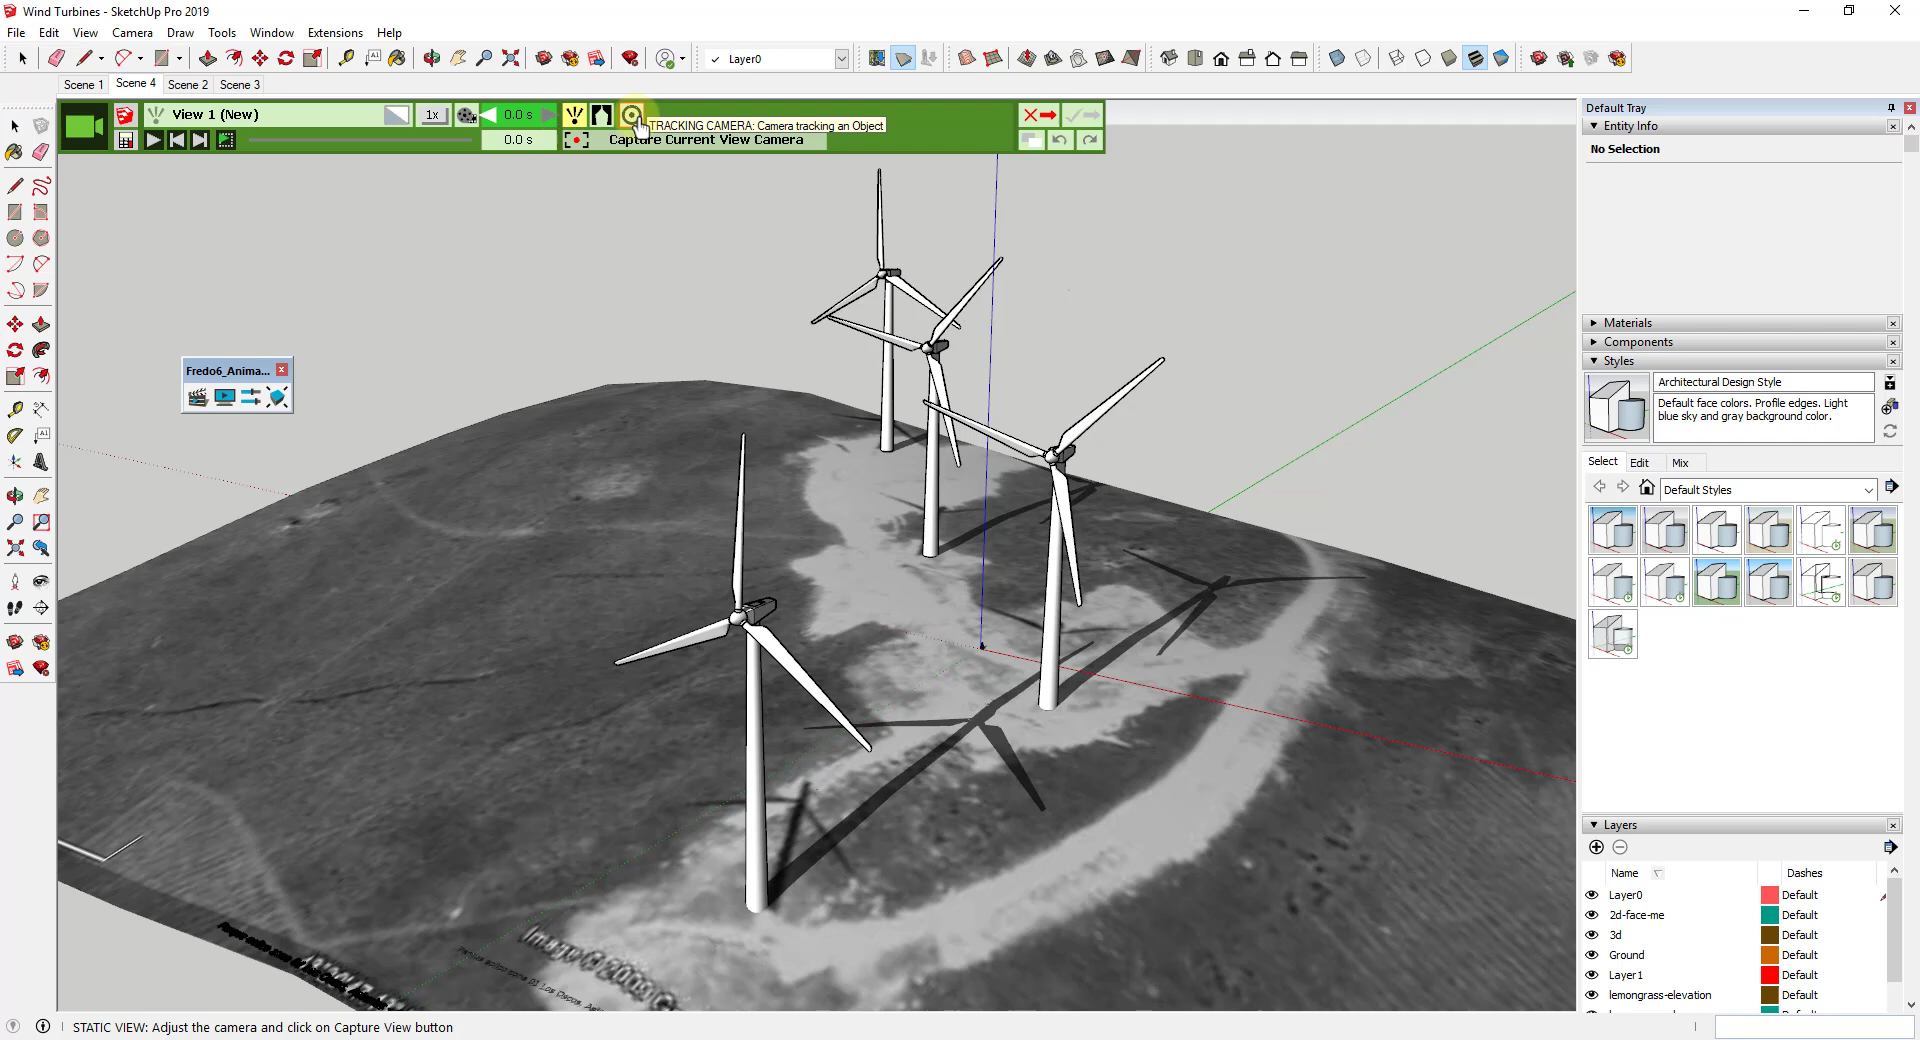 Wind Turbines - SketchUp Pro 2019
File Edit View Camera Draw Tools Window Extensions Help
Layer0
Scene 1 Scene 4 Scene 2 Scene 3
View 1 (New) 1x 0.0 s
TRACKING CAMERA: Camera tracking an Object
0.0 s Capture Current View Camera
Fredo6_Anima...
Default Tray
Entity Info
No Selection
Materials
Components
Styles
Architectural Design Style
Default face colors. Profile edges. Light
blue sky and gray background color.
Select Edit Mix
Default Styles
Layers
Name Dashes
Layer0 Default
2d-face-me Default
3d Default
Ground Default
Layer1 Default
lemongrass-elevation Default
Image © 2009
STATIC VIEW: Adjust the camera and click on Capture View button